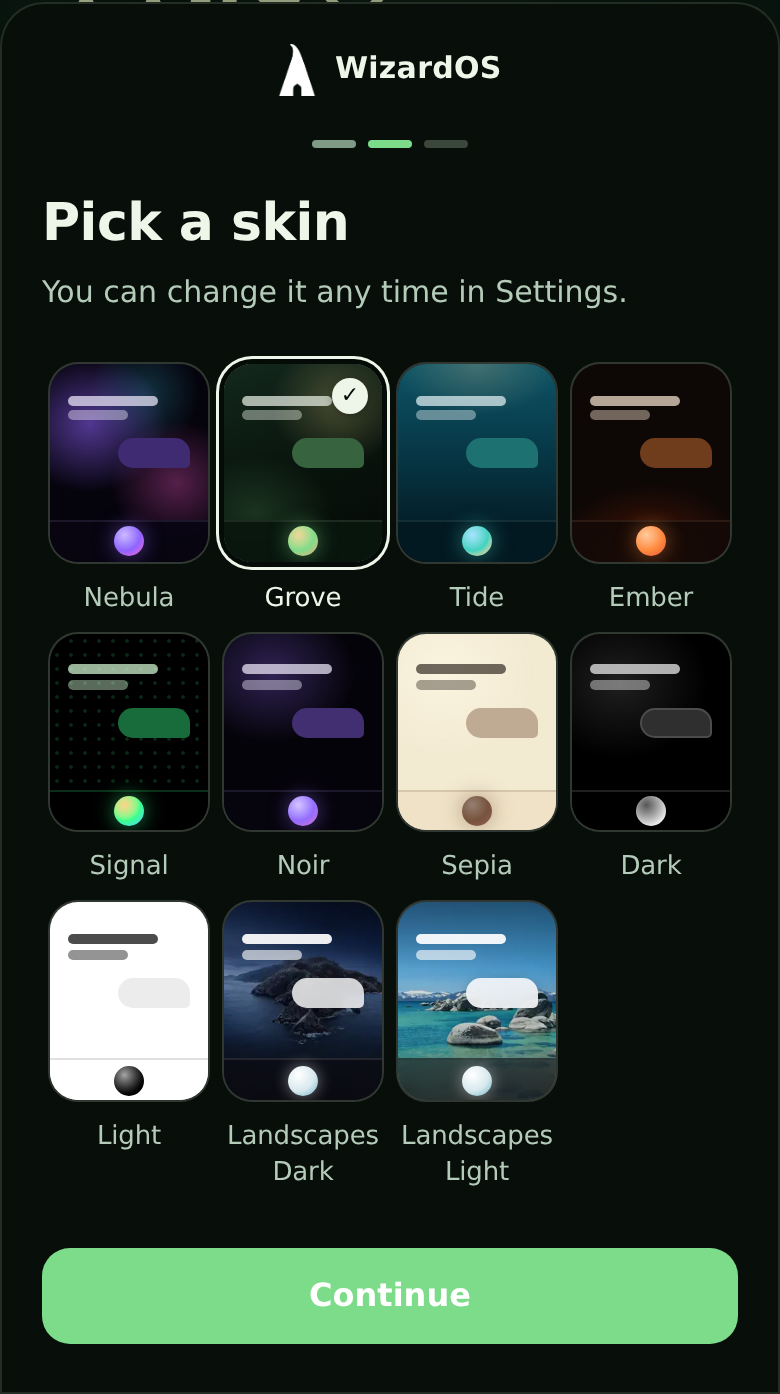 WizardOS
Pick a skin
You can change it any time in Settings.
Nebula
Grove
Tide
Ember
Signal
Noir
Sepia
Dark
Light
Landscapes
Dark
Landscapes
Light
Continue